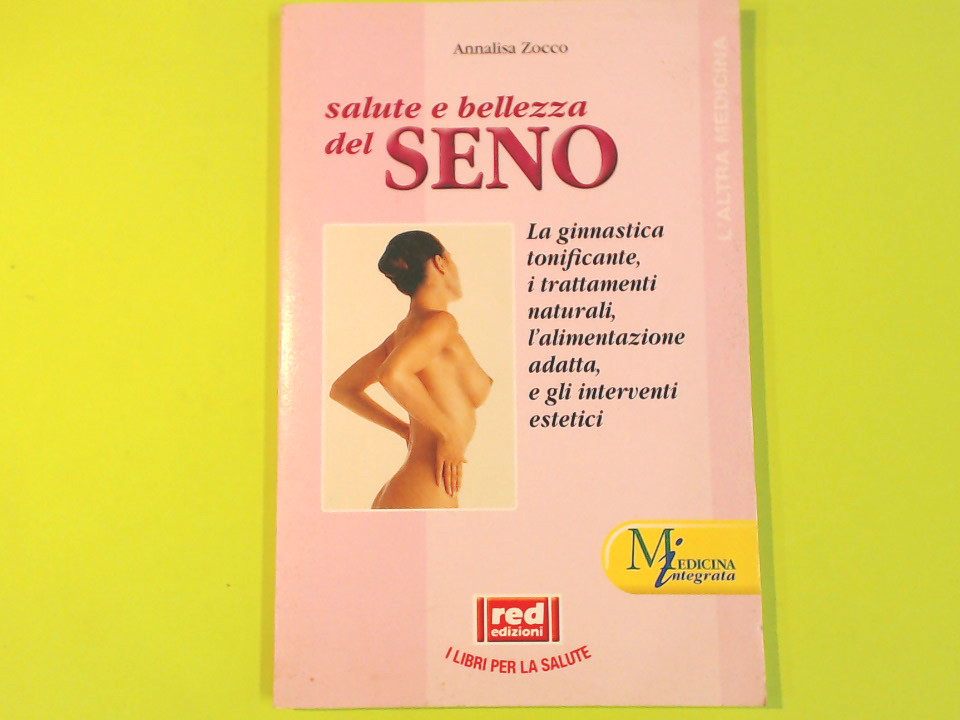 Annalisa Zocco
salute e bellezza
del SENO
L'ALTRA MEDICINA
La ginnastica
tonificante,
i trattamenti
naturali,
l'alimentazione
adatta,
e gli interventi
estetici
MEDICINA
integrata
red
edizioni
I LIBRI PER LA SALUTE